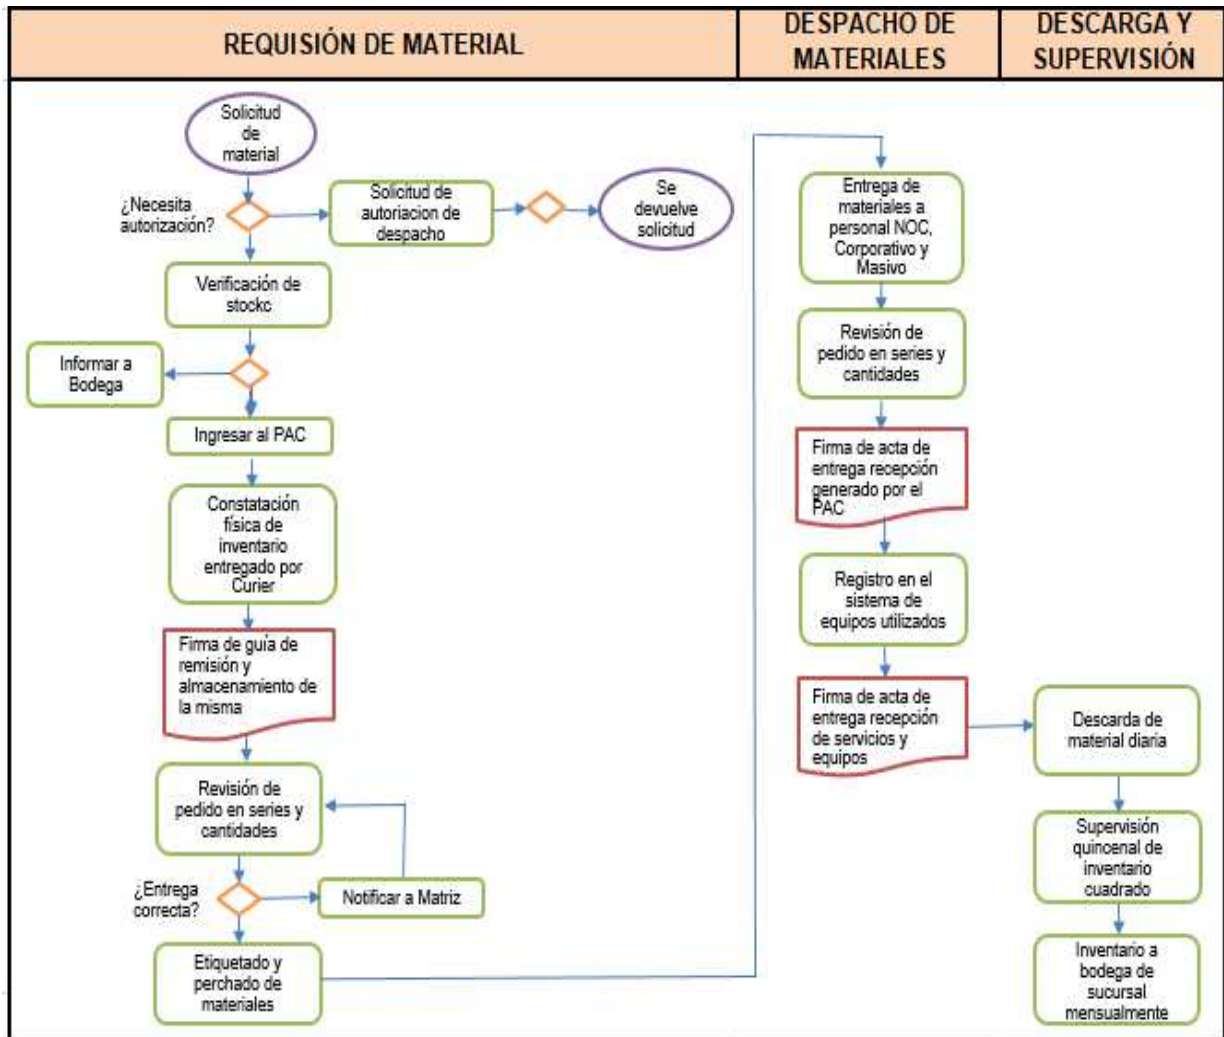 REQUISIÓN DE MATERIAL
DESPACHO DE
MATERIALES
DESCARGA Y
SUPERVISIÓN
Solicitud
de
material
¿Necesita
autorización?
Solicitud de
autoriacion de
despacho
Se
devuelve
solicitud
Verificación de
stockc
Informar a
Bodega
Ingresar al PAC
Constatación
física de
inventario
entregado por
Curier
Firma de guía de
remisión y
almacenamiento de
la misma
Revisión de
pedido en series y
cantidades
¿Entrega
correcta?
Notificar a Matriz
Etiquetado y
perchado de
materiales
Entrega de
materiales a
personal NOC,
Corporativo y
Masivo
Revisión de
pedido en series y
cantidades
Firma de acta de
entrega recepción
generado por el
PAC
Registro en el
sistema de
equipos utilizados
Firma de acta de
entrega recepción
de servicios y
equipos
Descarda de
material diaria
Supervisión
quincenal de
inventario
cuadrado
Inventario a
bodega de
sucursal
mensualmente